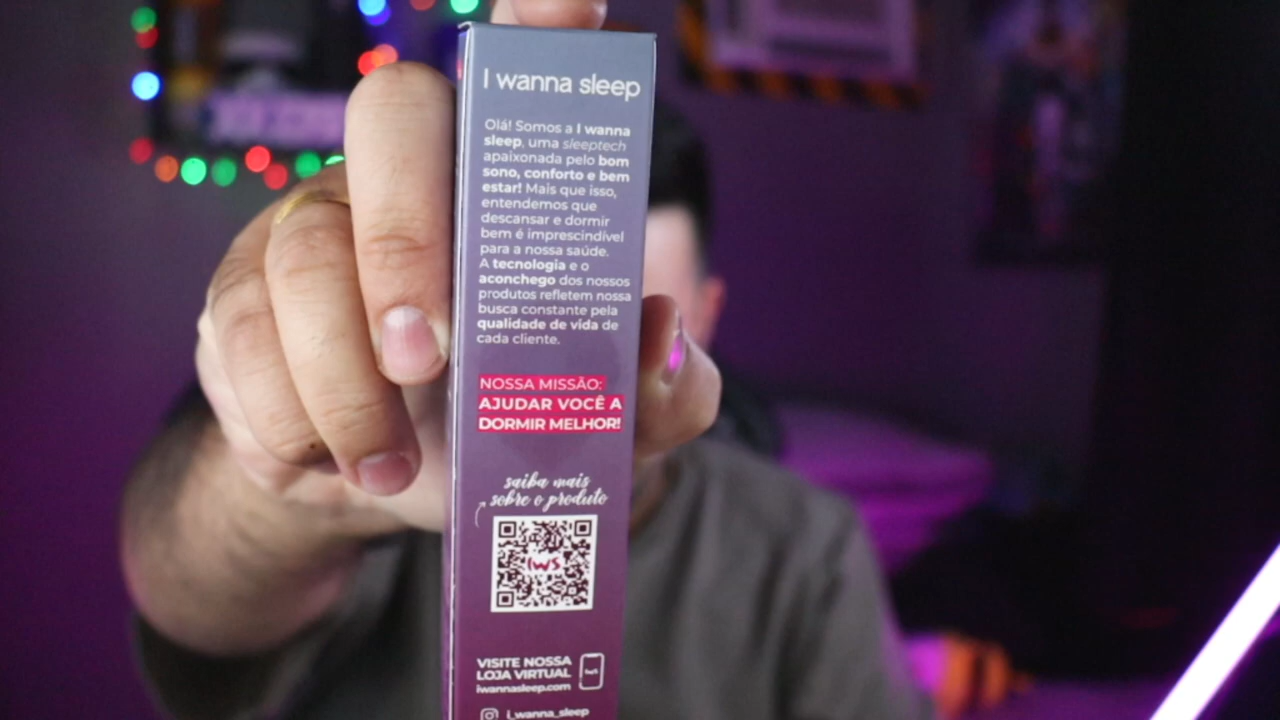 I wanna sleep
Olá! Somos a I wanna
sleep, uma sleeptech
apaixonada pelo bom
sono, conforto e bem
estar! Mais que isso,
entendemos que
descansar e dormir
bem é imprescindível
para a nossa saúde.
A tecnologia e o
aconchego dos nossos
produtos refletem nossa
busca constante pela
qualidade de vida de
cada cliente.
NOSSA MISSÃO:
AJUDAR VOCÊ A
DORMIR MELHOR!
saiba mais
sobre o produto
iws
VISITE NOSSA
LOJA VIRTUAL
iwannasleep.com
i_wanna_sleep